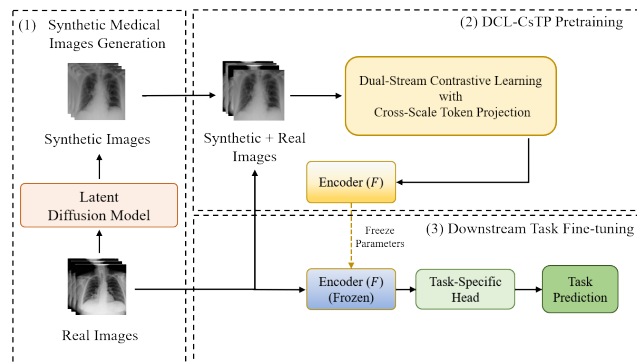 (1) Synthetic Medical
Images Generation
Synthetic Images
Latent
Diffusion Model
Real Images
(2) DCL-CsTP Pretraining
Synthetic + Real
Images
Dual-Stream Contrastive Learning
with
Cross-Scale Token Projection
Encoder (F)
Freeze
Parameters
(3) Downstream Task Fine-tuning
Encoder (F)
(Frozen)
Task-Specific
Head
Task
Prediction